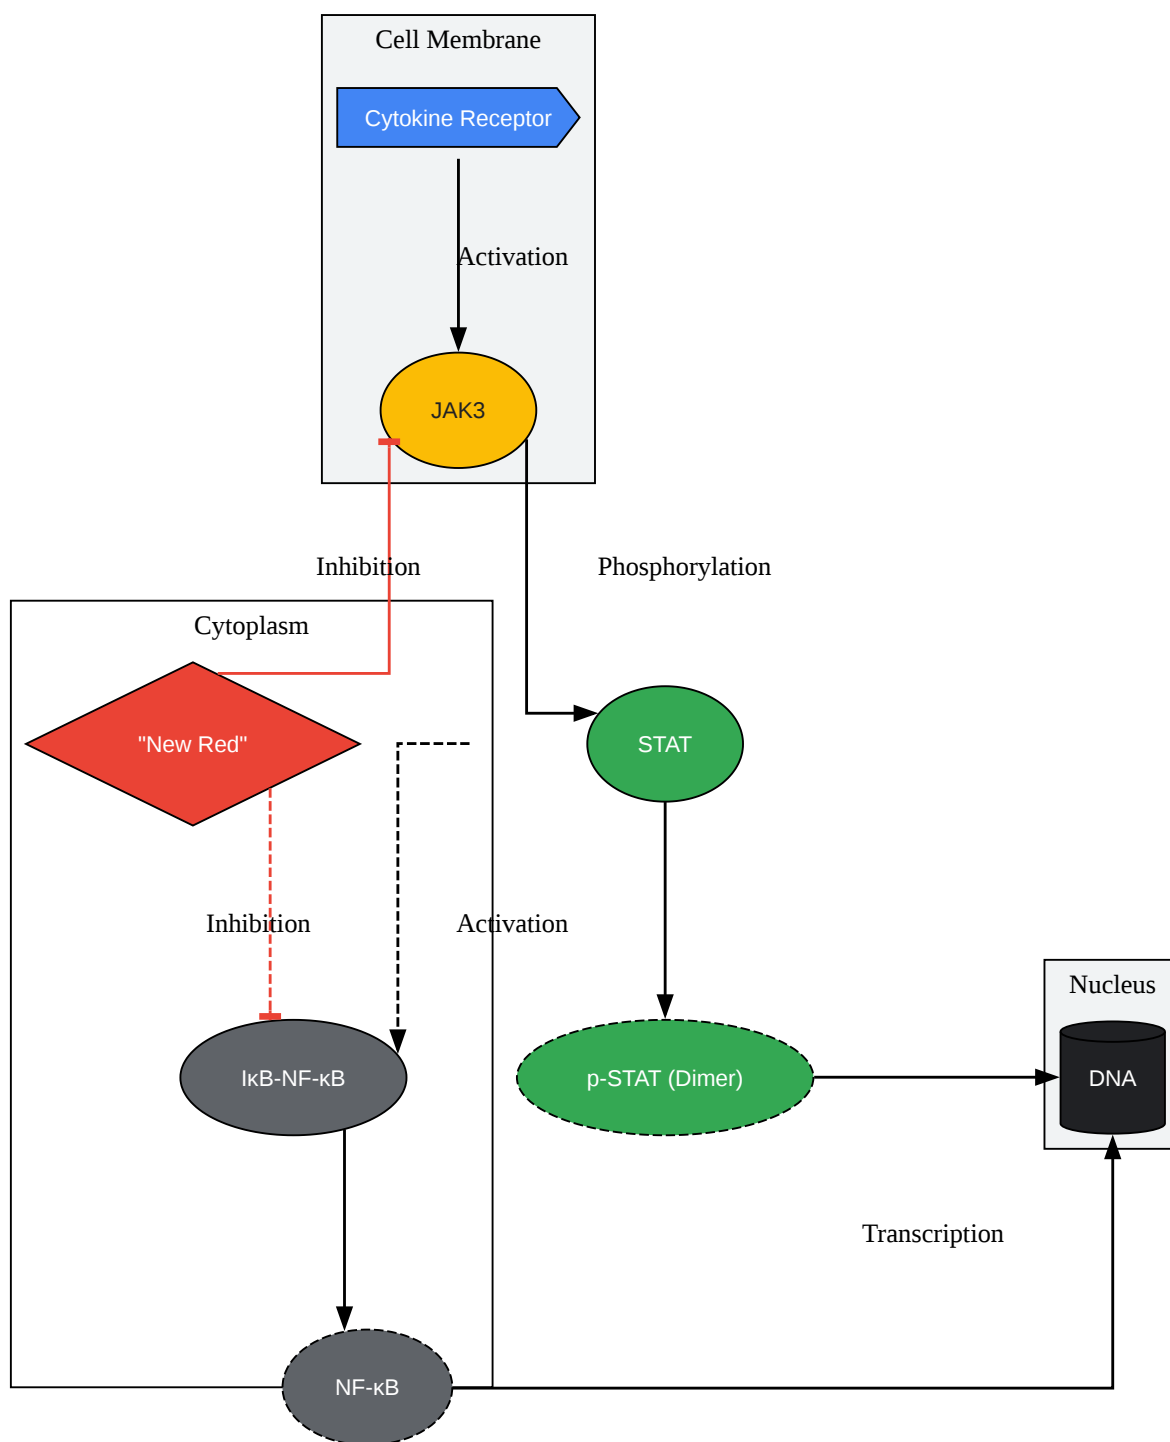 Cell Membrane
Cytokine Receptor
Activation
JAK3
Inhibition
Phosphorylation
Cytoplasm
"New Red"
STAT
Inhibition
Activation
Nucleus
IκB-NF-κB
p-STAT (Dimer)
DNA
Transcription
NF-κB